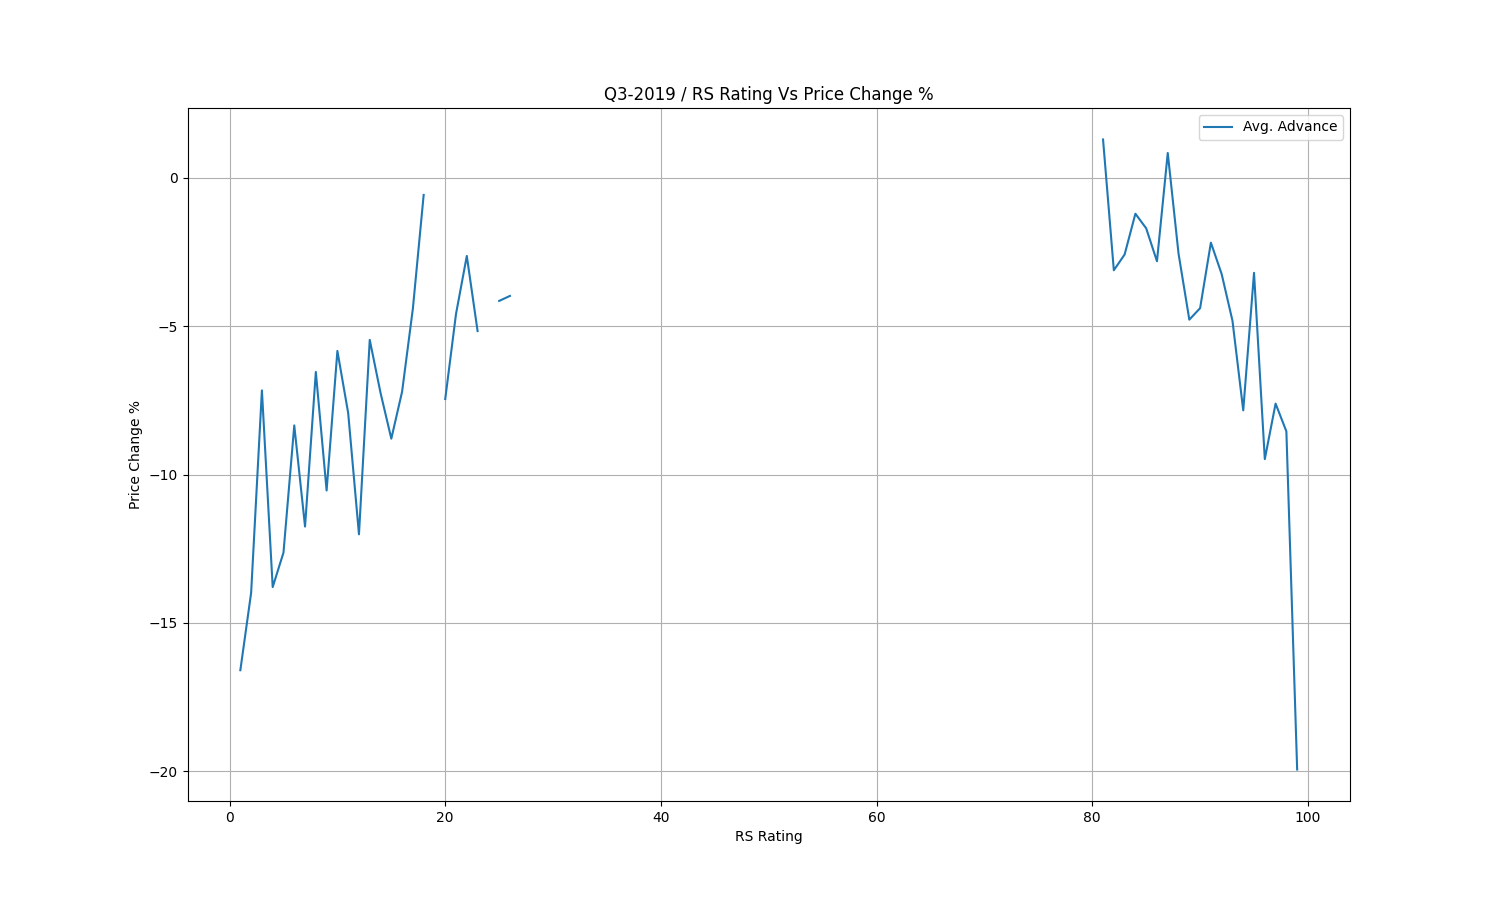 Q3-2019 / RS Rating Vs Price Change %
Avg. Advance
0
−5
−10
−15
−20
Price Change %
0 20 40 60 80 100
RS Rating